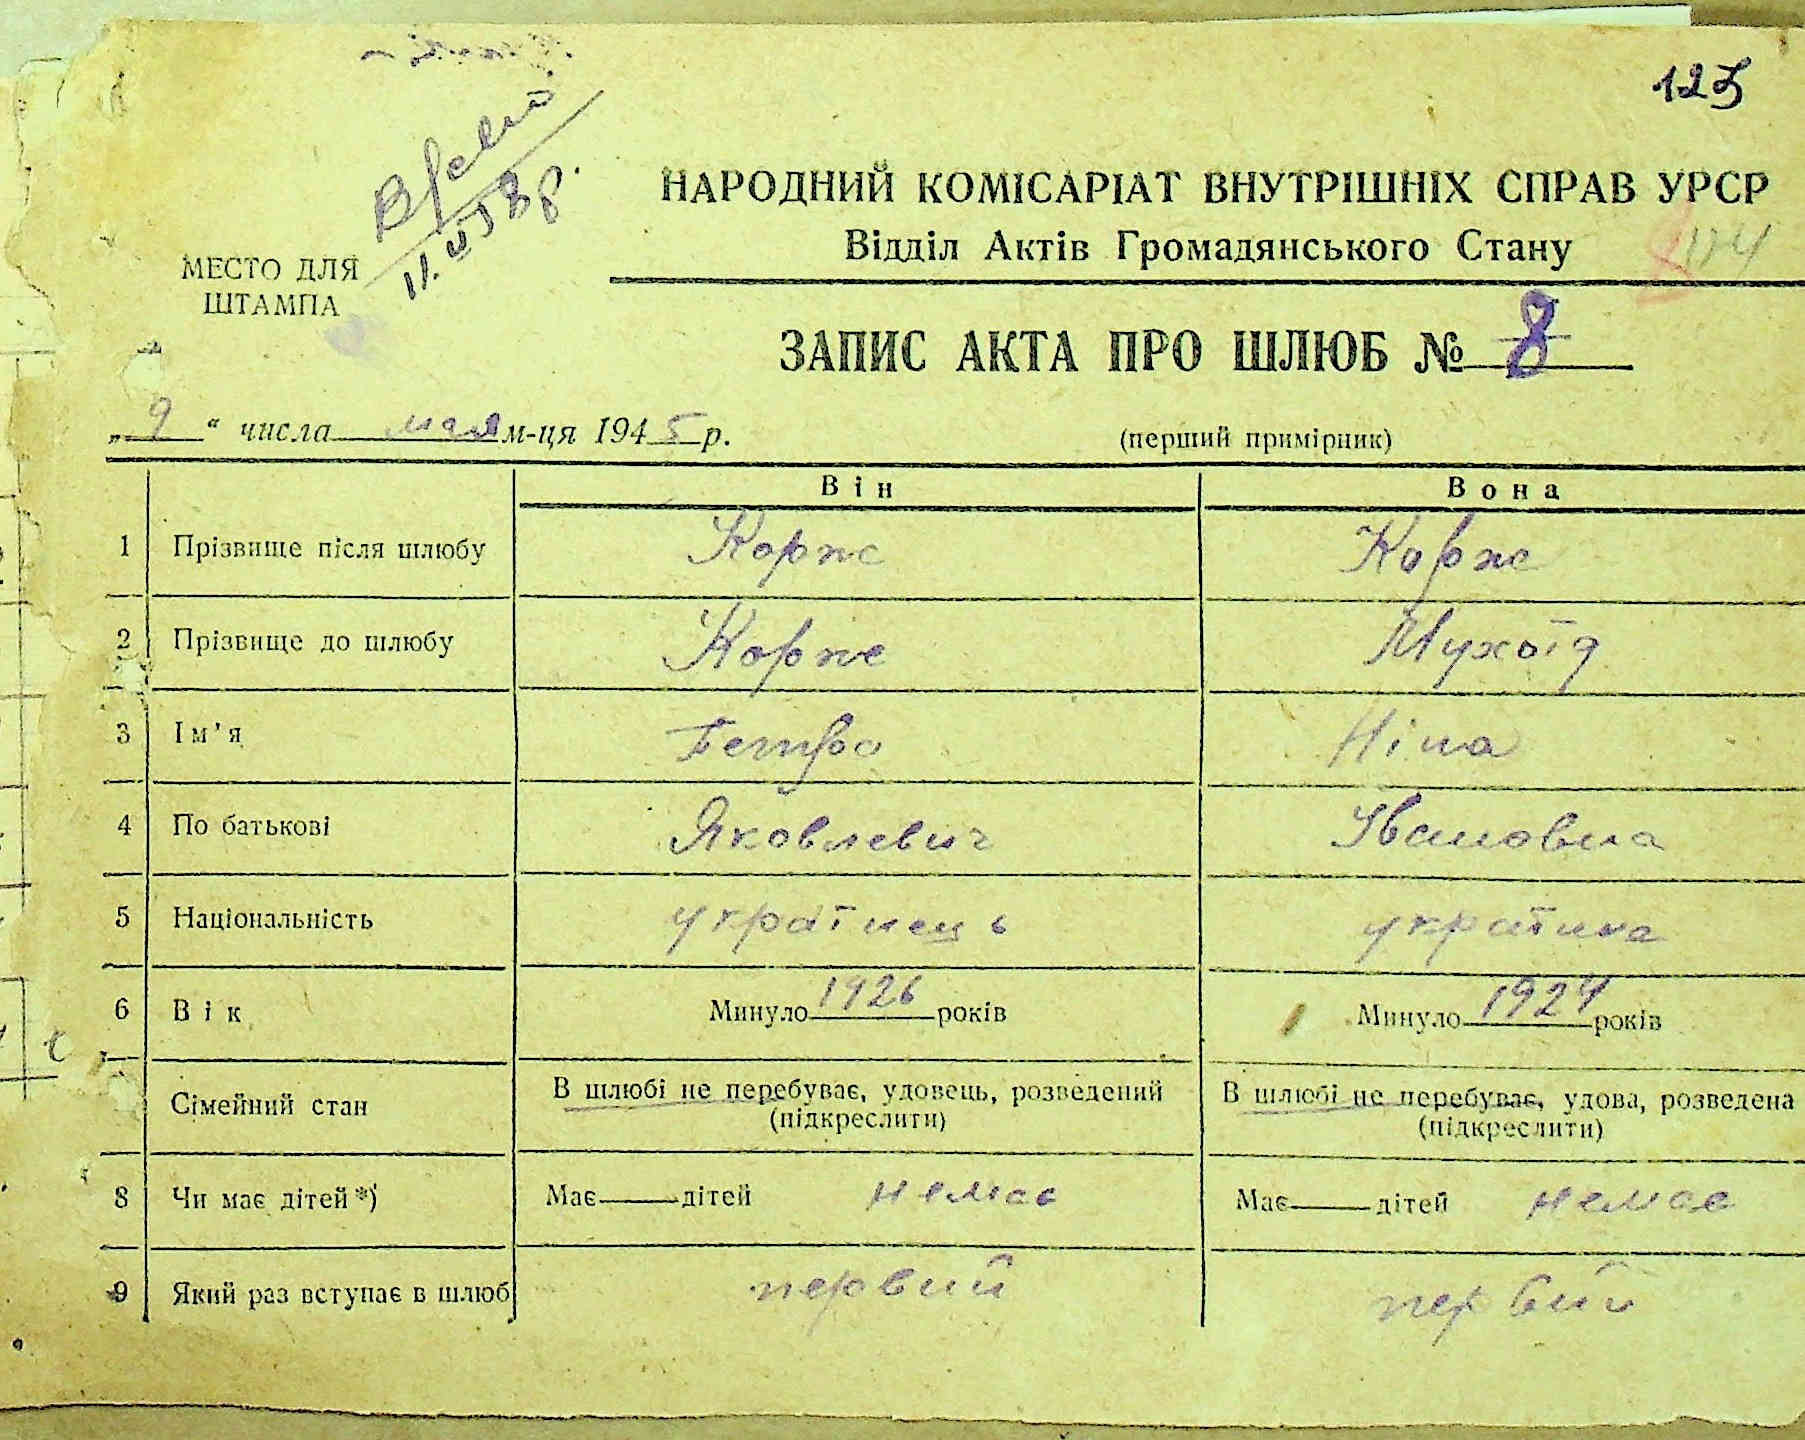 125
НАРОДНИЙ КОМІСАРІАТ ВНУТРІШНІХ СПРАВ УРСР
Відділ Актів Громадянського Стану
МЕСТО ДЛЯ
ШТАМПА
ЗАПИС АКТА ПРО ШЛЮБ № 8
„9“ числа мая м-ця 1945 р.
(перший примірник)
Він Вона
1 Прізвище після шлюбу Корж Корж
2 Прізвище до шлюбу Корж Мухоїд
3 Ім'я Петро Ніна
4 По батькові Яковлевич Івановна
5 Національність українець українка
6 Вік Минуло 1926 років Минуло 1924 років
Сімейний стан В шлюбі не перебуває, удовець, розведений (підкреслити) В шлюбі не перебуває, удова, розведена (підкреслити)
8 Чи має дітей*) Має — дітей немає Має — дітей немає
9 Який раз вступає в шлюб первий первий